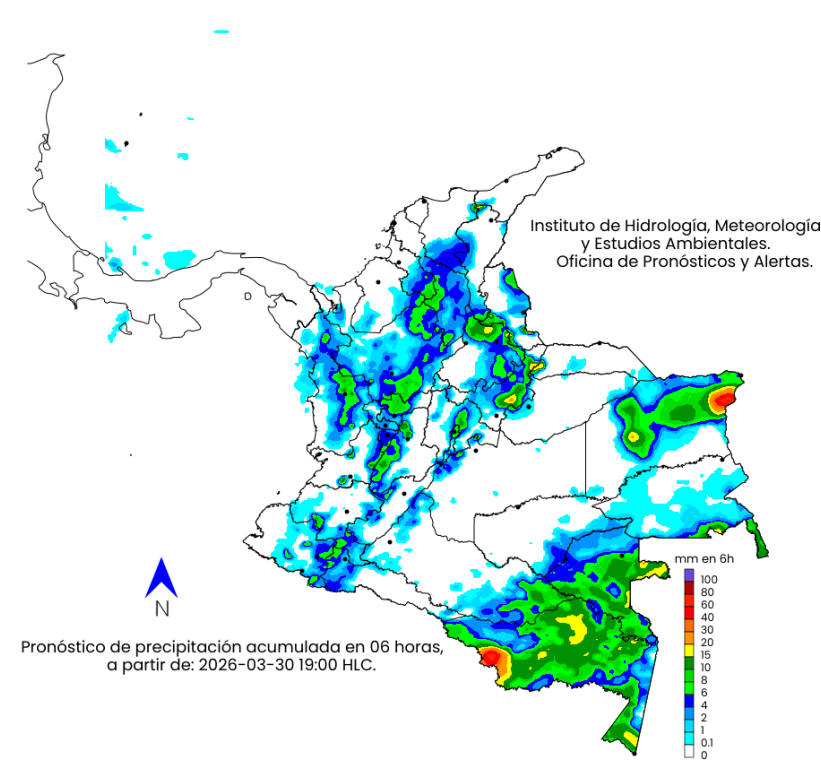 Instituto de Hidrología, Meteorología
y Estudios Ambientales.
Oficina de Pronósticos y Alertas.
mm en 6h
100
80
60
40
30
20
15
10
8
6
4
2
1
0.1
0
N
Pronóstico de precipitación acumulada en 06 horas,
a partir de: 2026-03-30 19:00 HLC.